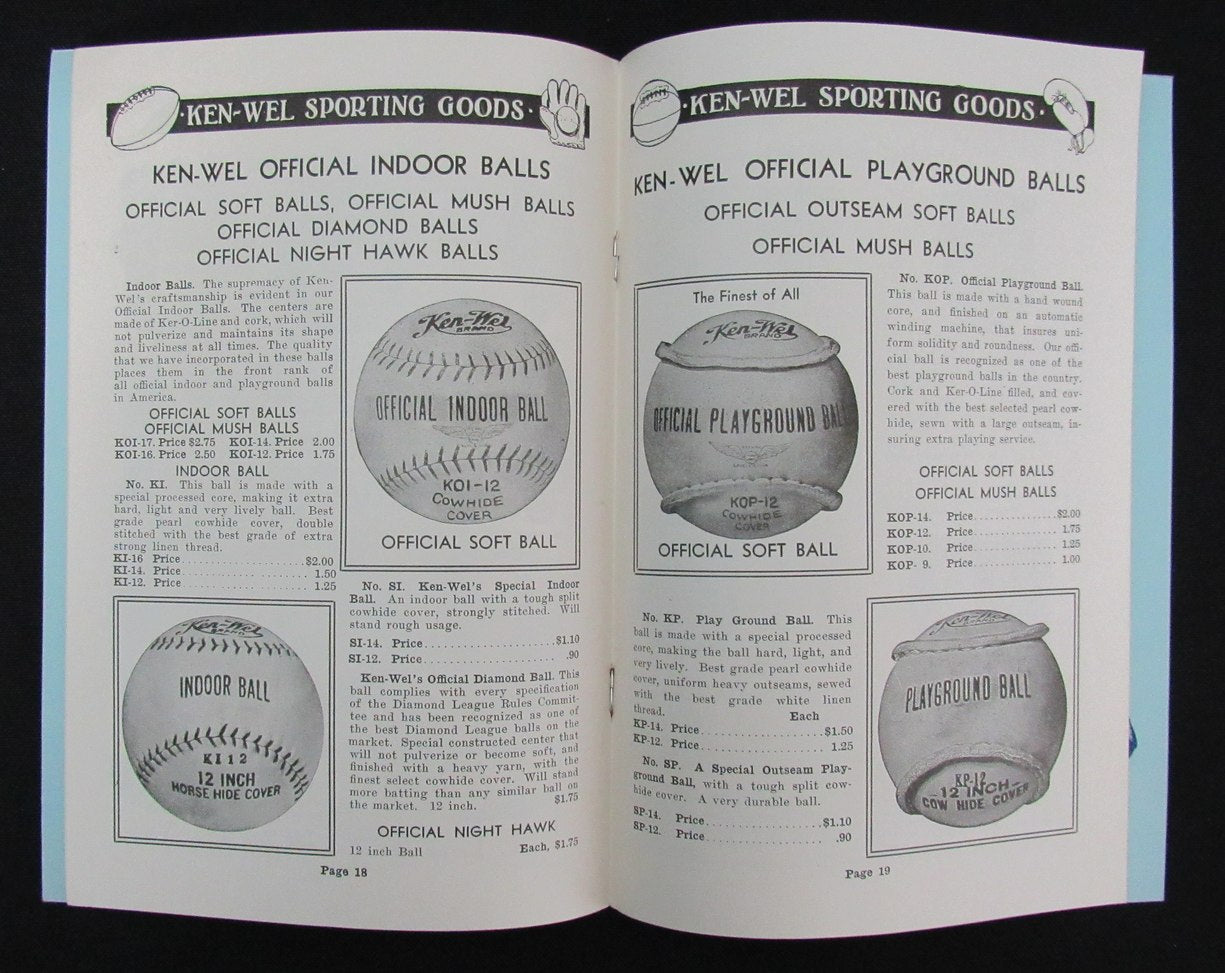 ·KEN-WEL SPORTING GOODS·
KEN-WEL OFFICIAL INDOOR BALLS
OFFICIAL SOFT BALLS, OFFICIAL MUSH BALLS
OFFICIAL DIAMOND BALLS
OFFICIAL NIGHT HAWK BALLS
Indoor Balls. The supremacy of Ken-
Wel's craftsmanship is evident in our
Official Indoor Balls. The centers are
made of Ker-O-Line and cork, which will
not pulverize and maintains its shape
and liveliness at all times. The quality
that we have incorporated in these balls
places them in the front rank of
all official indoor and playground balls
in America.
OFFICIAL SOFT BALLS
OFFICIAL MUSH BALLS
KOI-17. Price $2.75 KOI-14. Price 2.00
KOI-16. Price 2.50 KOI-12. Price 1.75
INDOOR BALL
No. KI. This ball is made with a
special processed core, making it extra
hard, light and very lively ball. Best
grade pearl cowhide cover, double
stitched with the best grade of extra
strong linen thread.
KI-16 Price ........................ $2.00
KI-14. Price ........................ 1.50
KI-12. Price ........................ 1.25
Ken-Wel
BRAND
INDOOR BALL
KI 12
12 INCH
HORSE HIDE COVER
Ken-Wel
BRAND
OFFICIAL INDOOR BALL
KOI-12
COWHIDE
COVER
OFFICIAL SOFT BALL
No. SI. Ken-Wel's Special Indoor
Ball. An indoor ball with a tough split
cowhide cover, strongly stitched. Will
stand rough usage.
SI-14. Price........................$1.10
SI-12. Price........................ .90
Ken-Wel's Official Diamond Ball. This
ball complies with every specification
of the Diamond League Rules Commit-
tee and has been recognized as one of
the best Diamond League balls on the
market. Special constructed center that
will not pulverize or become soft, and
finished with a heavy yarn, with the
finest select cowhide cover. Will stand
more batting than any similar ball on
the market. 12 inch. $1.75
OFFICIAL NIGHT HAWK
12 inch Ball Each, $1.75
Page 18
·KEN-WEL SPORTING GOODS·
KEN-WEL OFFICIAL PLAYGROUND BALLS
OFFICIAL OUTSEAM SOFT BALLS
OFFICIAL MUSH BALLS
The Finest of All
Ken-Wel
BRAND
OFFICIAL PLAYGROUND BALL
KOP-12
COWHIDE
COVER
OFFICIAL SOFT BALL
No. KOP. Official Playground Ball.
This ball is made with a hand wound
core, and finished on an automatic
winding machine, that insures uni-
form solidity and roundness. Our offi-
cial ball is recognized as one of the
best playground balls in the country.
Cork and Ker-O-Line filled, and cov-
ered with the best selected pearl cow-
hide, sewn with a large outseam, in-
suring extra playing service.
OFFICIAL SOFT BALLS
OFFICIAL MUSH BALLS
KOP-14. Price.................$2.00
KOP-12. Price................. 1.75
KOP-10. Price................. 1.25
KOP- 9. Price................. 1.00
No. KP. Play Ground Ball. This
ball is made with a special processed
core, making the ball hard, light, and
very lively. Best grade pearl cowhide
cover, uniform heavy outseams, sewed
with the best grade white linen
thread. Each
KP-14. Price.....................$1.50
KP-12. Price..................... 1.25
No. SP. A Special Outseam Play-
ground Ball, with a tough split cow-
hide cover. A very durable ball.
SP-14. Price.....................$1.10
SP-12. Price..................... .90
Ken-Wel
BRAND
PLAYGROUND BALL
KP-12
12 INCH
COW HIDE COVER
Page 19